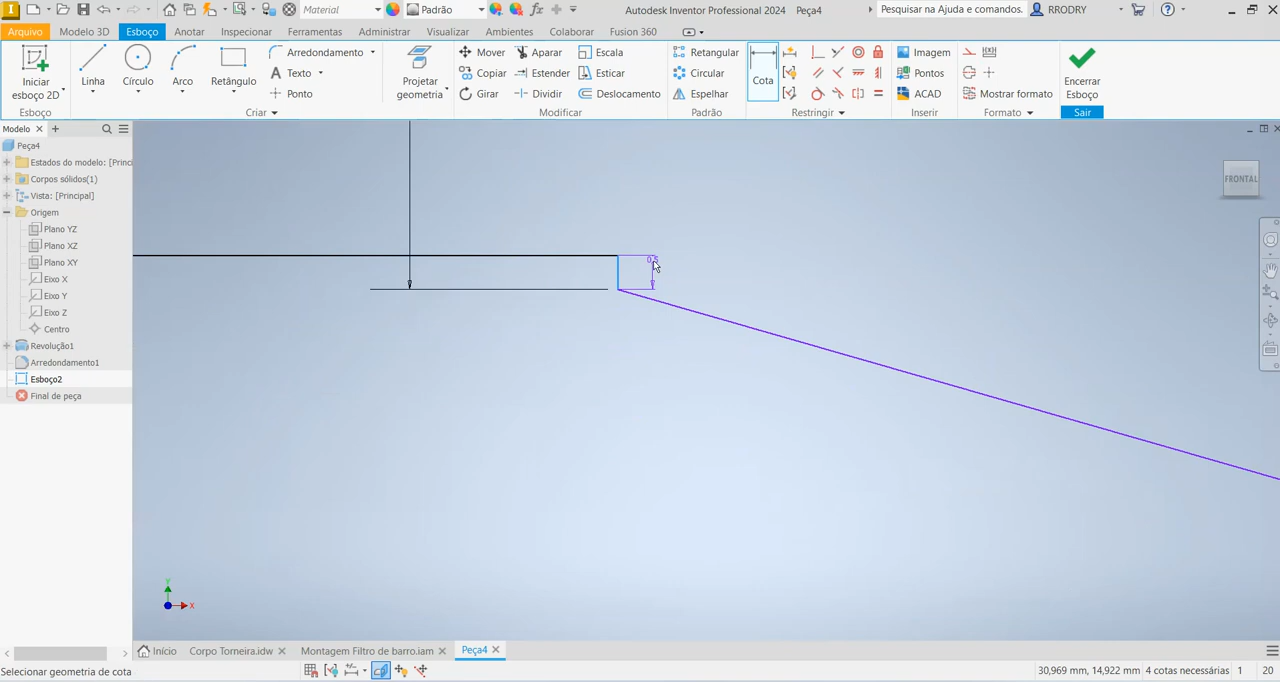 Material
Padrão
Autodesk Inventor Professional 2024 Peça4
Pesquisar na Ajuda e comandos.
RRODRY
Arquivo Modelo 3D Esboço Anotar Inspecionar Ferramentas Administrar Visualizar Ambientes Colaborar Fusion 360
Iniciar
esboço 2D
Linha
Círculo
Arco
Retângulo
Arredondamento
Texto
Ponto
Projetar
geometria
Mover
Copiar
Girar
Aparar
Estender
Dividir
Escala
Esticar
Deslocamento
Retangular
Circular
Espelhar
Cota
Imagem
Pontos
ACAD
Mostrar formato
Encerrar
Esboço
Esboço Criar Modificar Padrão Restringir Inserir Formato Sair
Modelo
Peça4
Estados do modelo: [Princi
Corpos sólidos(1)
Vista: [Principal]
Origem
Plano YZ
Plano XZ
Plano XY
Eixo X
Eixo Y
Eixo Z
Centro
Revolução1
Arredondamento1
Esboço2
Final de peça
FRONTAL
Y
X
Início Corpo Torneira.idw Montagem Filtro de barro.iam Peça4
Selecionar geometria de cota
30,969 mm, 14,922 mm 4 cotas necessárias 1 20